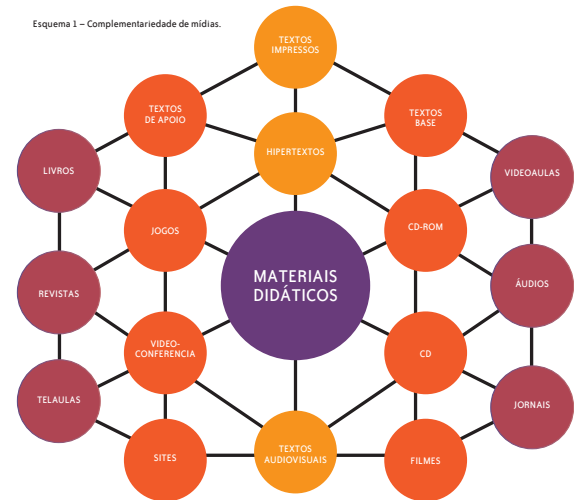 Esquema 1 – Complementariedade de mídias.
TEXTOS
IMPRESSOS
TEXTOS
DE APOIO
TEXTOS
BASE
HIPERTEXTOS
LIVROS
VIDEOAULAS
JOGOS
CD-ROM
MATERIAIS
DIDÁTICOS
REVISTAS
ÁUDIOS
VIDEO-
CONFERENCIA
CD
TELAULAS
JORNAIS
SITES
TEXTOS
AUDIOVISUAIS
FILMES